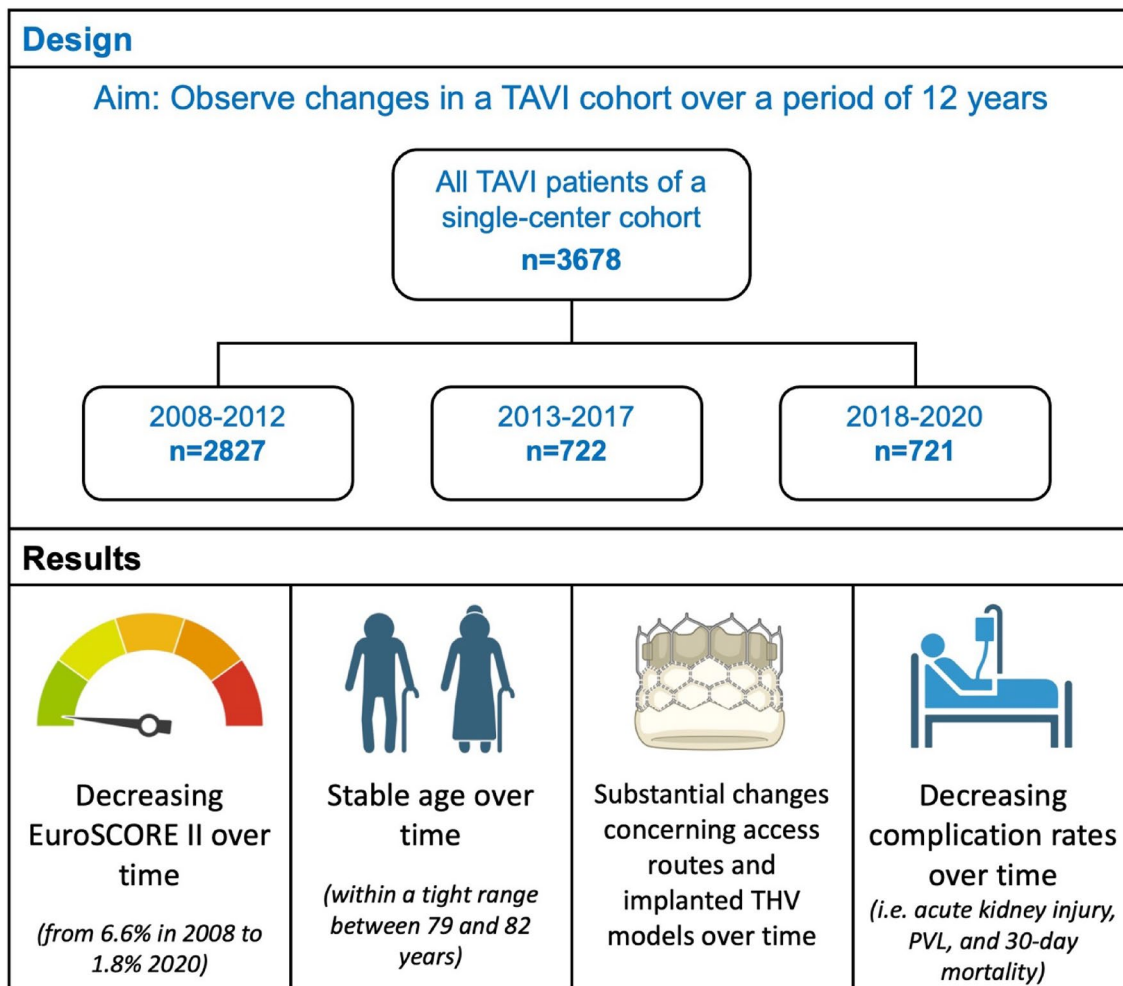 Design
Aim: Observe changes in a TAVI cohort over a period of 12 years
All TAVI patients of a
single-center cohort
n=3678
2008-2012
n=2827
2013-2017
n=722
2018-2020
n=721
Results
Decreasing
EuroSCORE II over
time
(from 6.6% in 2008 to
1.8% 2020)
Stable age over
time
(within a tight range
between 79 and 82
years)
Substantial changes
concerning access
routes and
implanted THV
models over time
Decreasing
complication rates
over time
(i.e. acute kidney injury,
PVL, and 30-day
mortality)